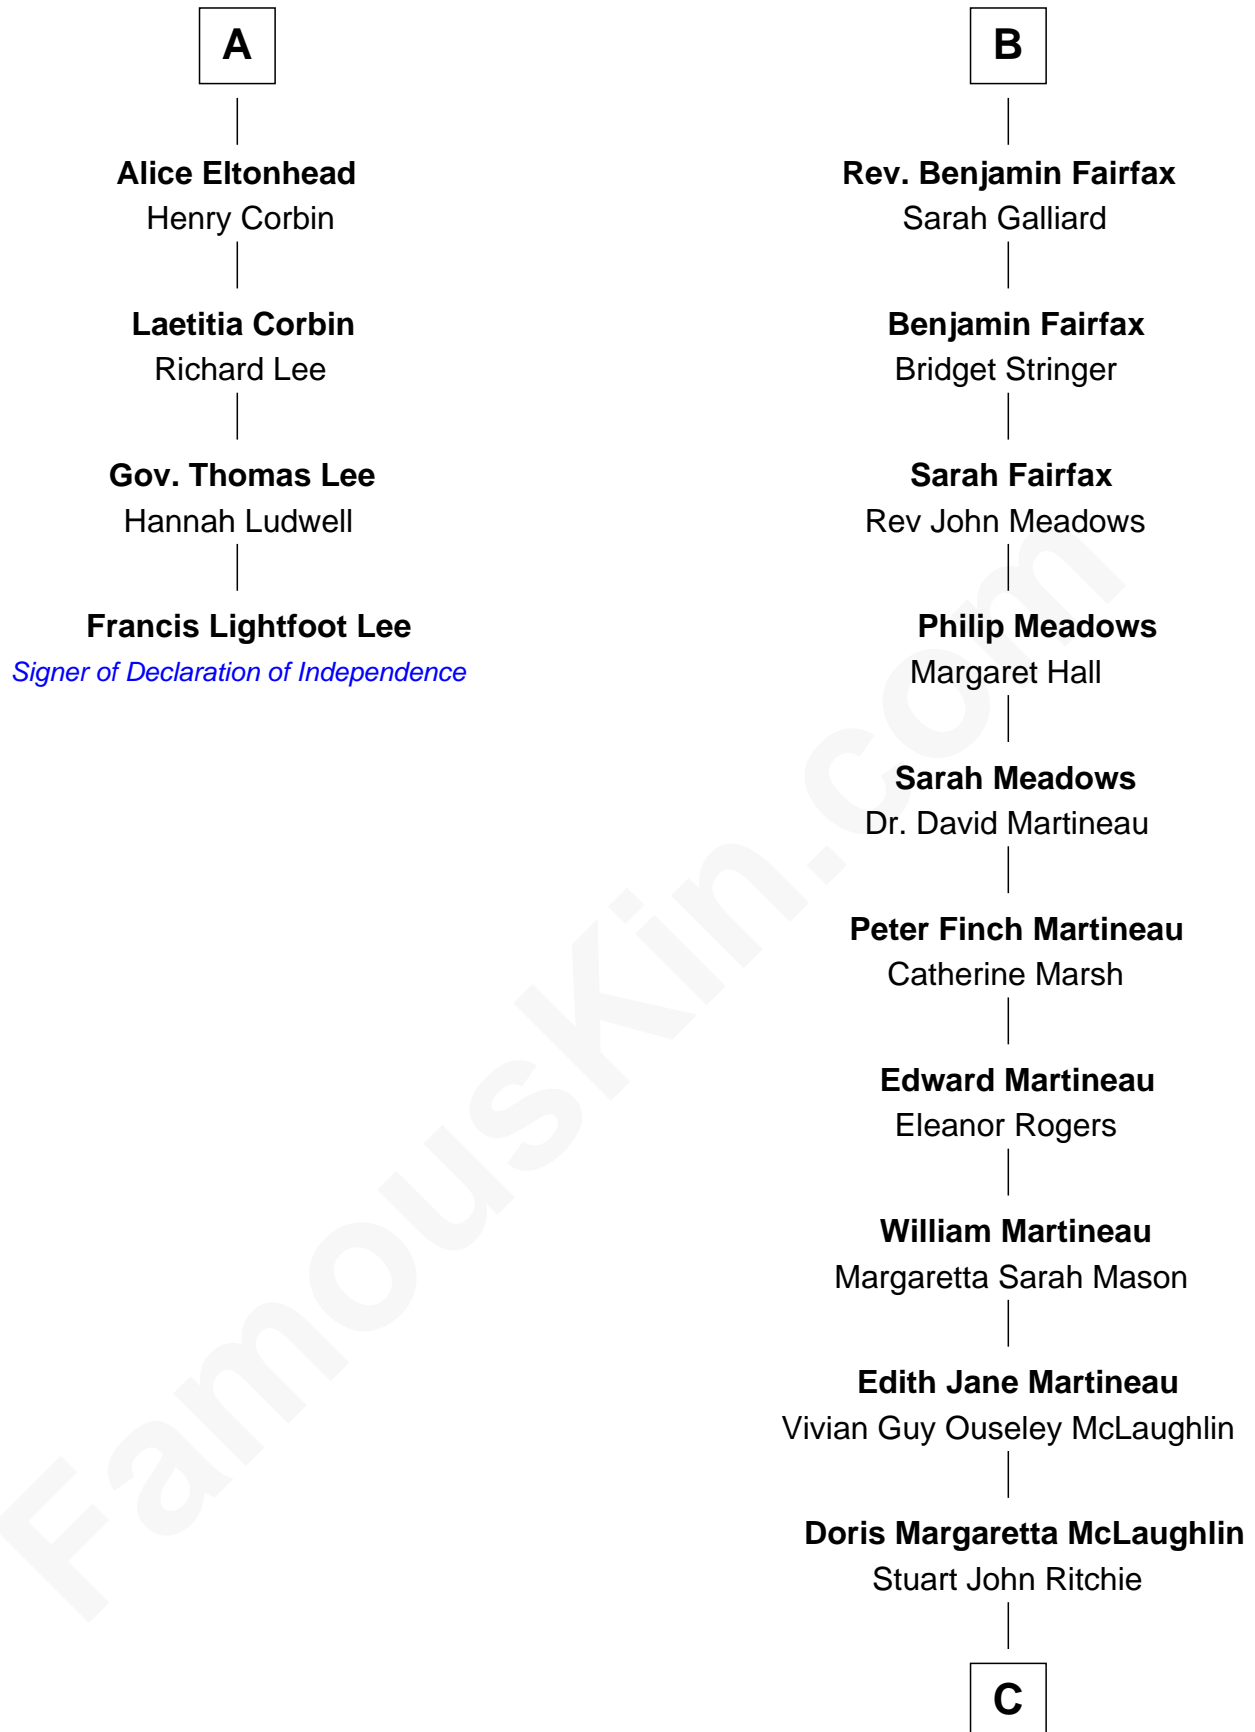 A
Alice Eltonhead
Henry Corbin
Laetitia Corbin
Richard Lee
Gov. Thomas Lee
Hannah Ludwell
Francis Lightfoot Lee
Signer of Declaration of Independence
B
Rev. Benjamin Fairfax
Sarah Galliard
Benjamin Fairfax
Bridget Stringer
Sarah Fairfax
Rev John Meadows
Philip Meadows
Margaret Hall
Sarah Meadows
Dr. David Martineau
Peter Finch Martineau
Catherine Marsh
Edward Martineau
Eleanor Rogers
William Martineau
Margaretta Sarah Mason
Edith Jane Martineau
Vivian Guy Ouseley McLaughlin
Doris Margaretta McLaughlin
Stuart John Ritchie
C
FamousKin.com